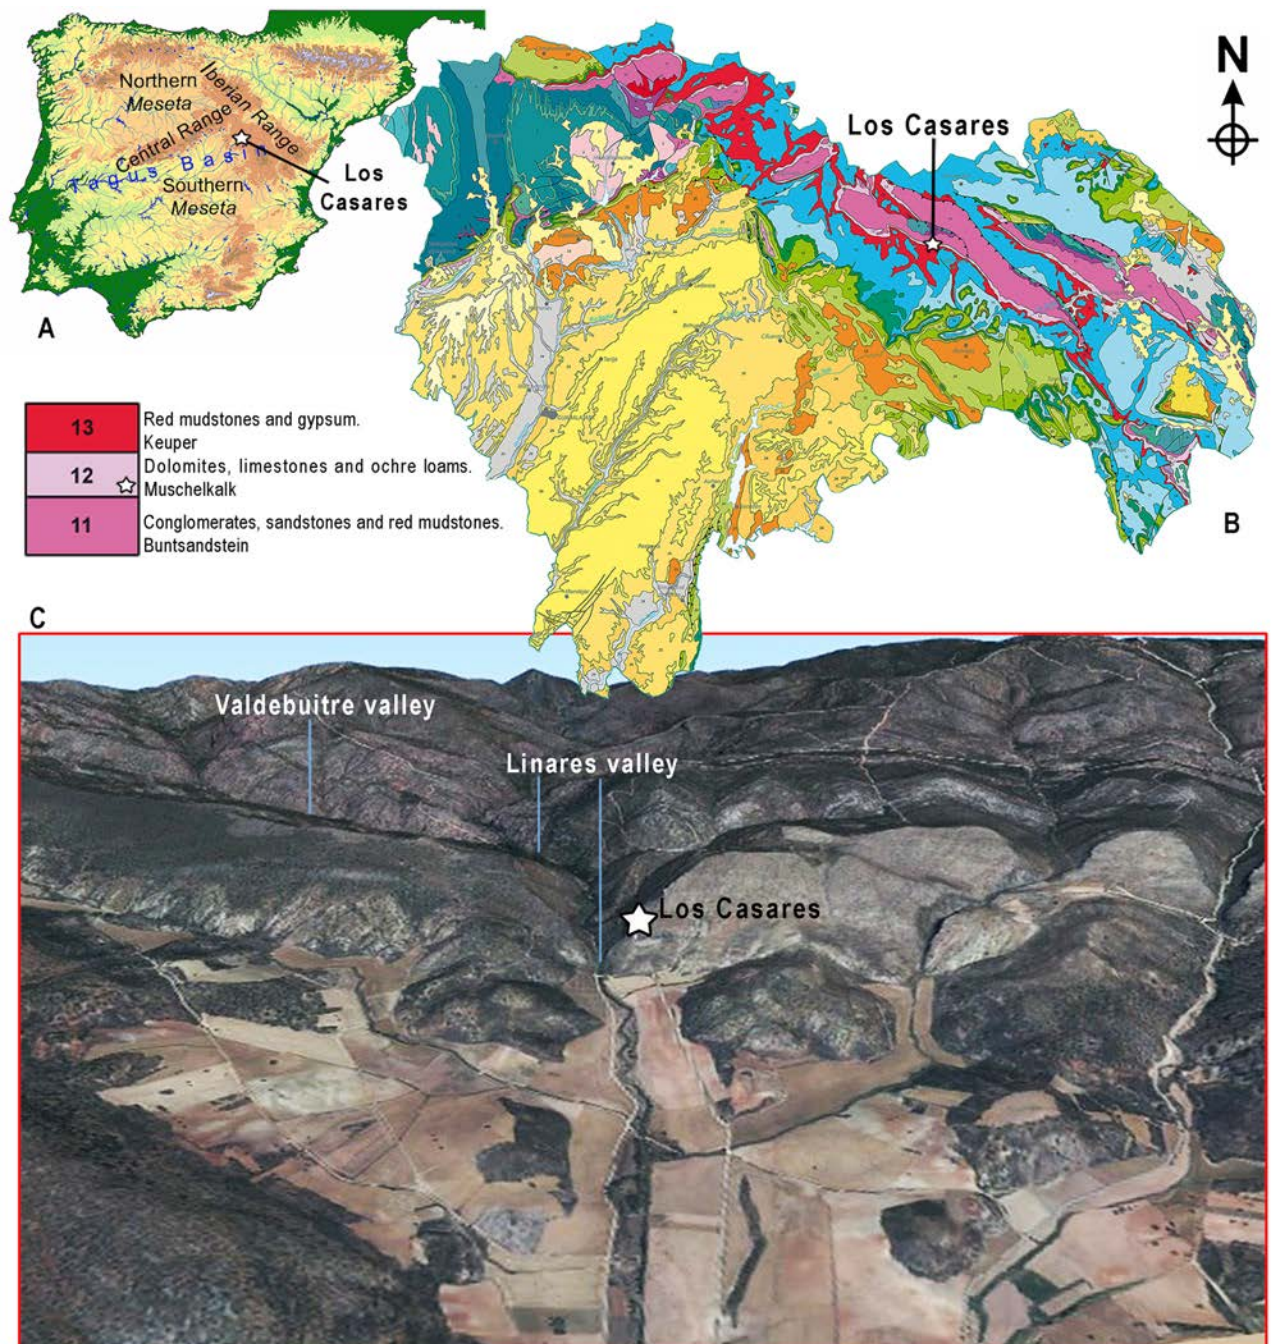 Northern
Meseta
Iberian Range
Central Range
Tagus Basin
Southern
Meseta
Los
Casares
A
Los Casares
N
B
13
Red mudstones and gypsum.
Keuper
12
Dolomites, limestones and ochre loams.
Muschelkalk
11
Conglomerates, sandstones and red mudstones.
Buntsandstein
C
Valdebuitre valley
Linares valley
Los Casares